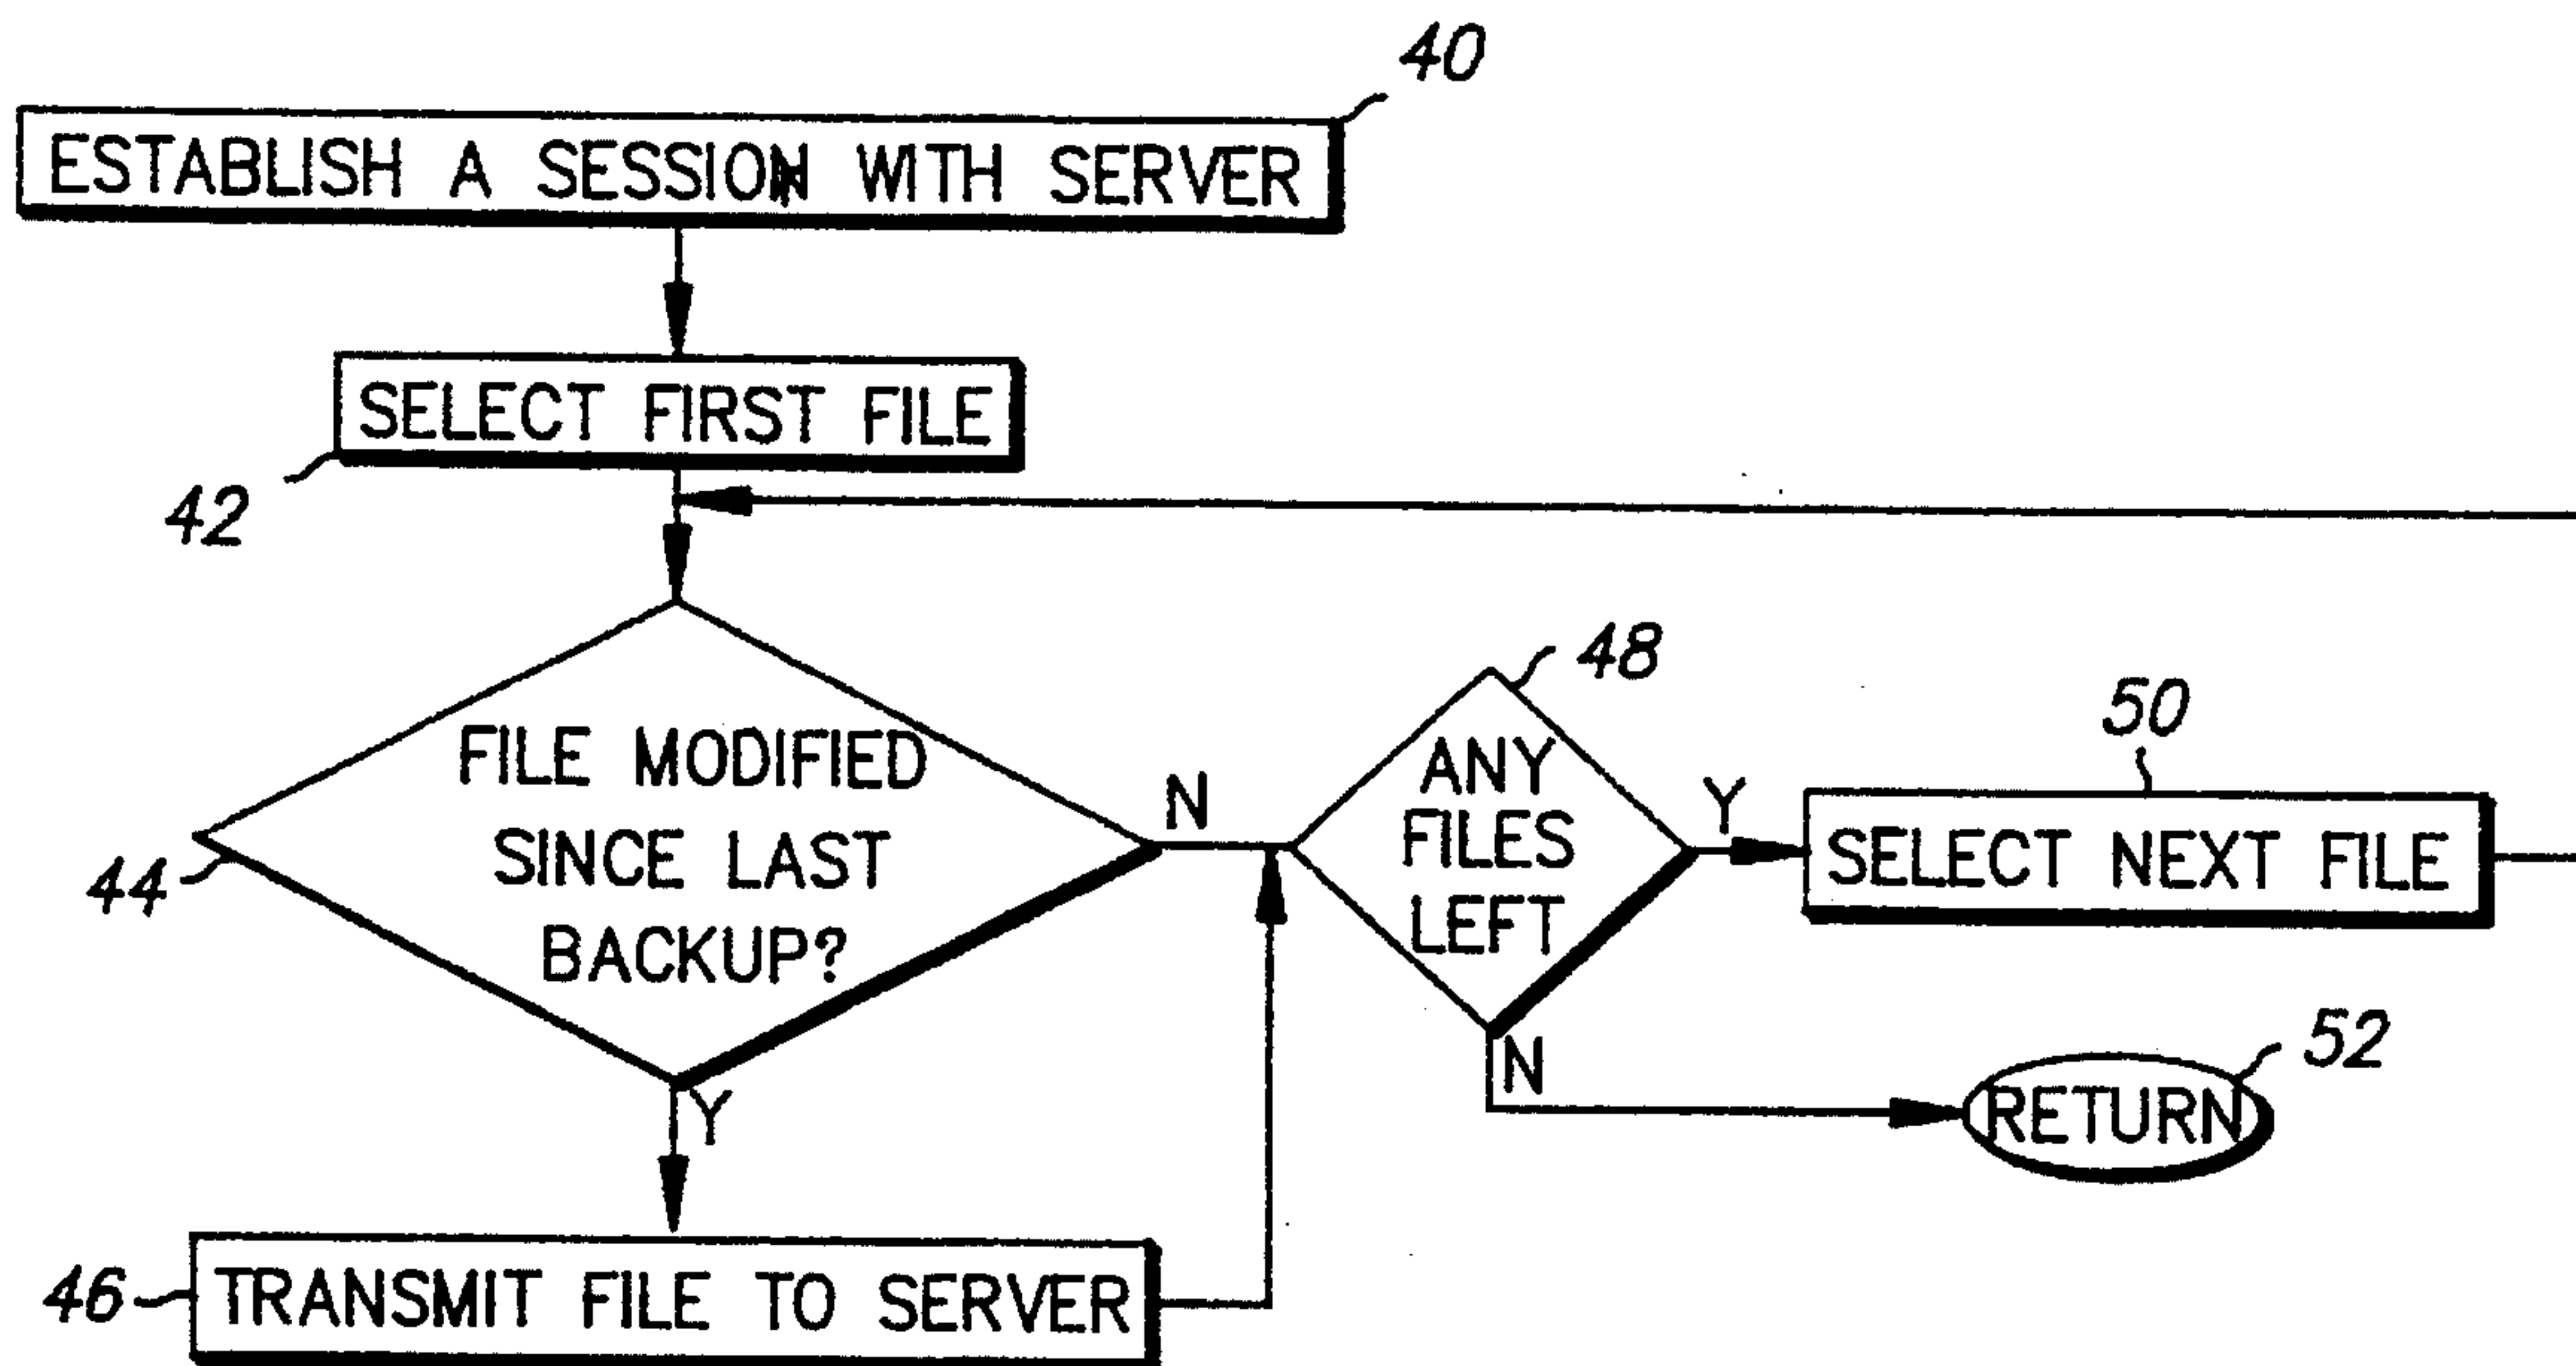 40
ESTABLISH A SESSION WITH SERVER
SELECT FIRST FILE
42
FILE MODIFIED
SINCE LAST
BACKUP?
44
N
Y
48
ANY
FILES
LEFT
Y
N
50
SELECT NEXT FILE
52
RETURN
46
TRANSMIT FILE TO SERVER